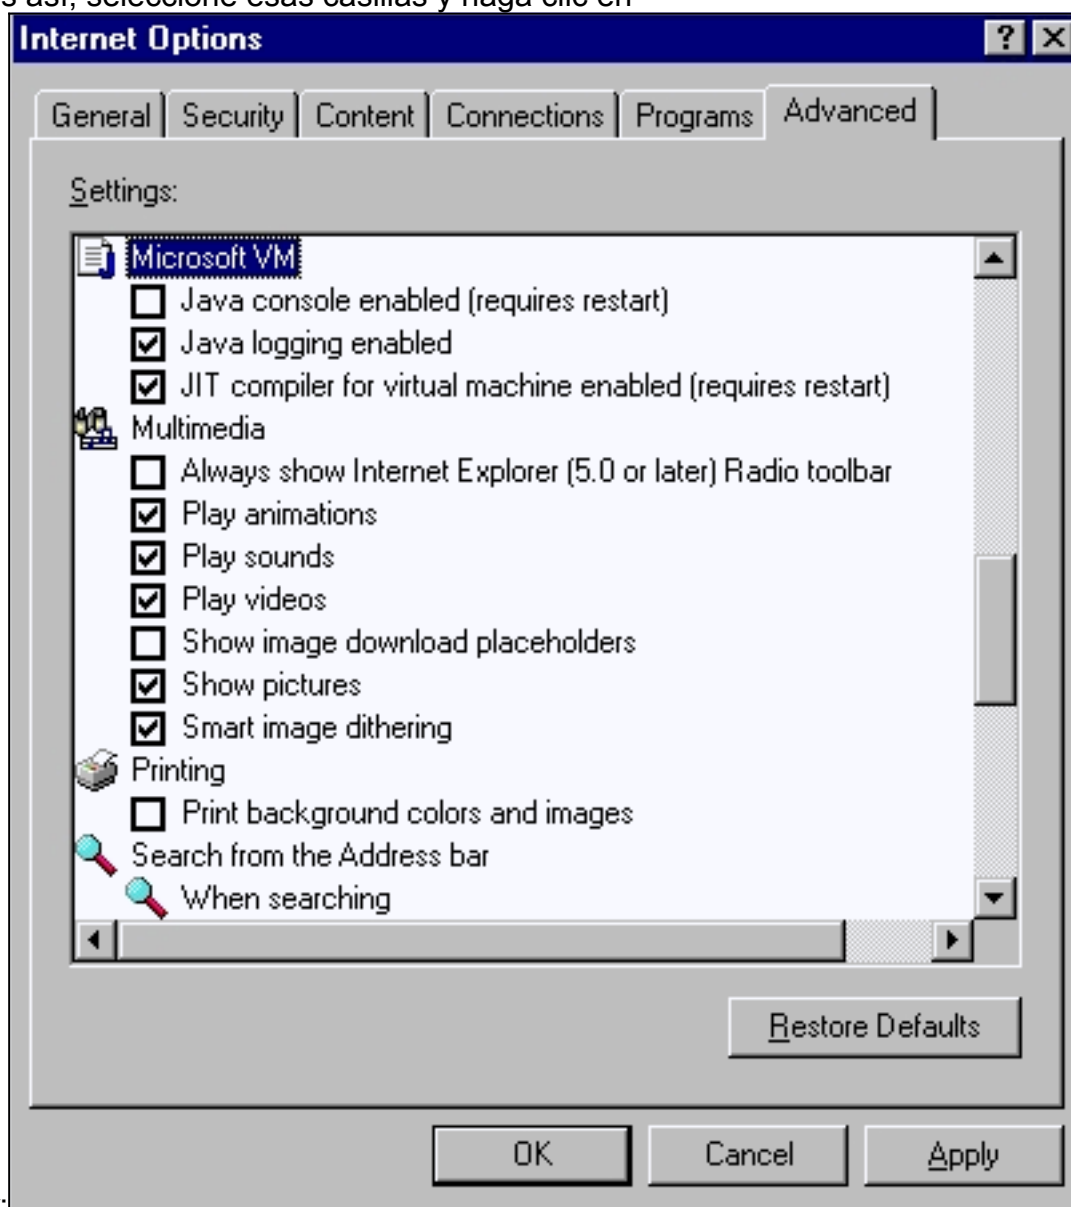 s así, seleccione esas casillas y haga clic en
Internet Options
General Security Content Connections Programs Advanced
Settings:
Microsoft VM
Java console enabled (requires restart)
Java logging enabled
JIT compiler for virtual machine enabled (requires restart)
Multimedia
Always show Internet Explorer (5.0 or later) Radio toolbar
Play animations
Play sounds
Play videos
Show image download placeholders
Show pictures
Smart image dithering
Printing
Print background colors and images
Search from the Address bar
When searching
Restore Defaults
OK Cancel Apply
.